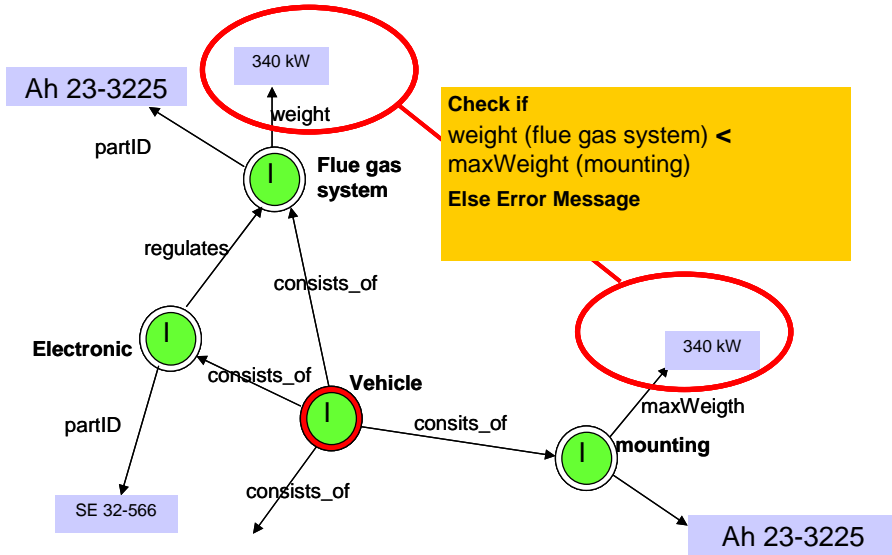 340 kW
Ah 23-3225
weight
partID
Flue gas
system
I
Check if
weight (flue gas system) <
maxWeight (mounting)
Else Error Message
regulates
consists_of
I
Electronic
consists_of
Vehicle
I
340 kW
maxWeigth
partID
consits_of
I
mounting
consists_of
SE 32-566
Ah 23-3225